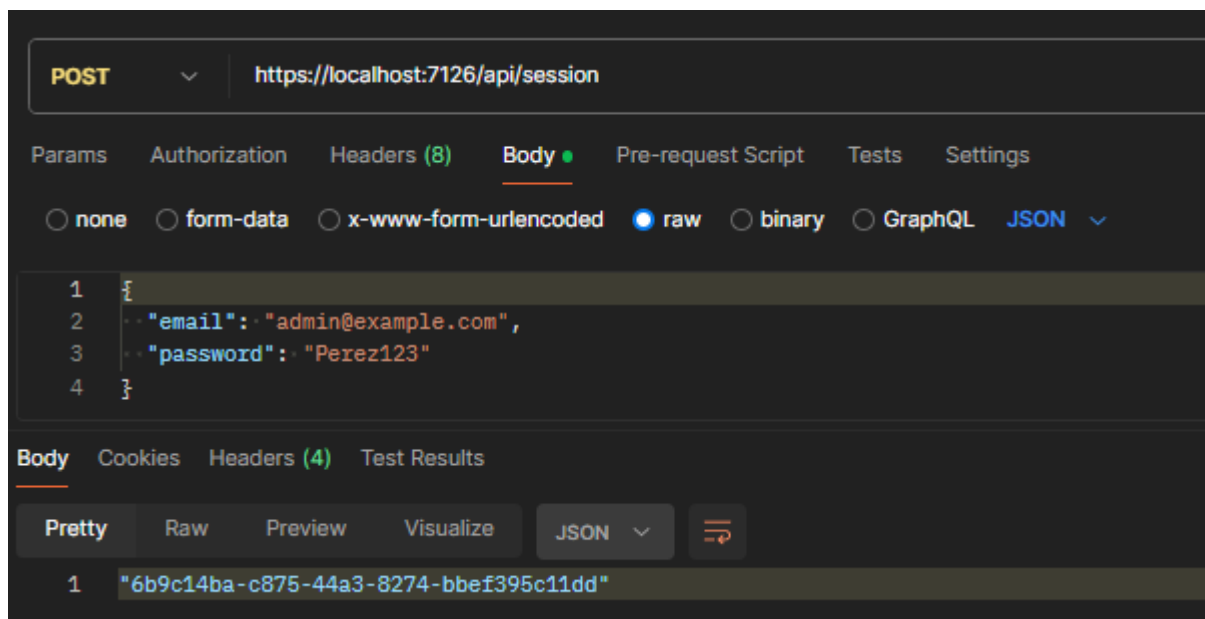 POST https://localhost:7126/api/session
Params Authorization Headers (8) Body Pre-request Script Tests Settings
none form-data x-www-form-urlencoded raw binary GraphQL JSON
1 {
2 "email": "admin@example.com",
3 "password": "Perez123"
4 }
Body Cookies Headers (4) Test Results
Pretty Raw Preview Visualize JSON
1 "6b9c14ba-c875-44a3-8274-bbef395c11dd"